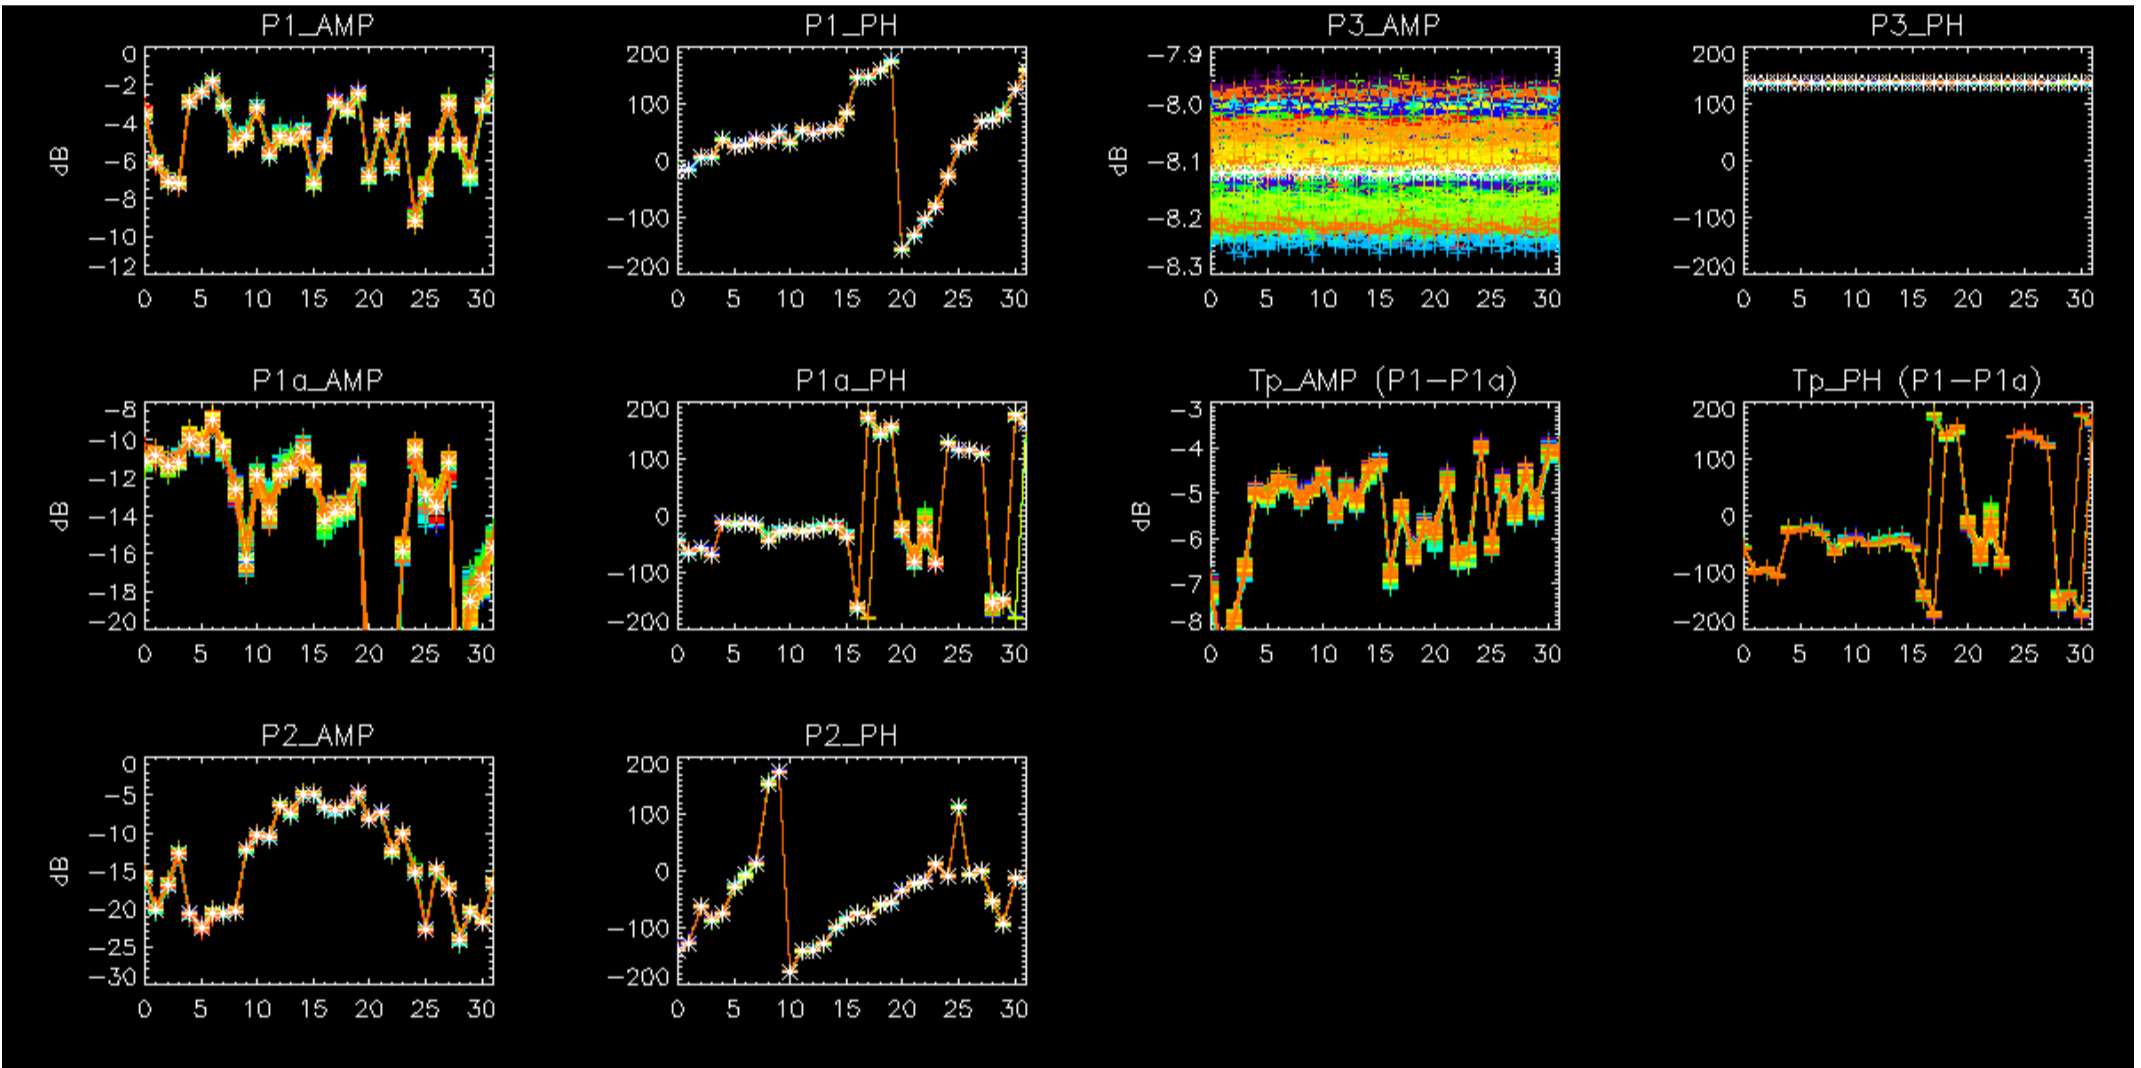 P1_AMP
0
−2
−4
−6
−8
−10
−12
dB
0 5 10 15 20 25 30
P1_PH
200
100
0
−100
−200
0 5 10 15 20 25 30
P3_AMP
−7.9
−8.0
−8.1
−8.2
−8.3
dB
0 5 10 15 20 25 30
P3_PH
200
100
0
−100
−200
0 5 10 15 20 25 30
P1a_AMP
−8
−10
−12
−14
−16
−18
−20
dB
0 5 10 15 20 25 30
P1a_PH
200
100
0
−100
−200
0 5 10 15 20 25 30
Tp_AMP (P1−P1a)
−3
−4
−5
−6
−7
−8
dB
0 5 10 15 20 25 30
Tp_PH (P1−P1a)
200
100
0
−100
−200
0 5 10 15 20 25 30
P2_AMP
0
−5
−10
−15
−20
−25
−30
dB
0 5 10 15 20 25 30
P2_PH
200
100
0
−100
−200
0 5 10 15 20 25 30